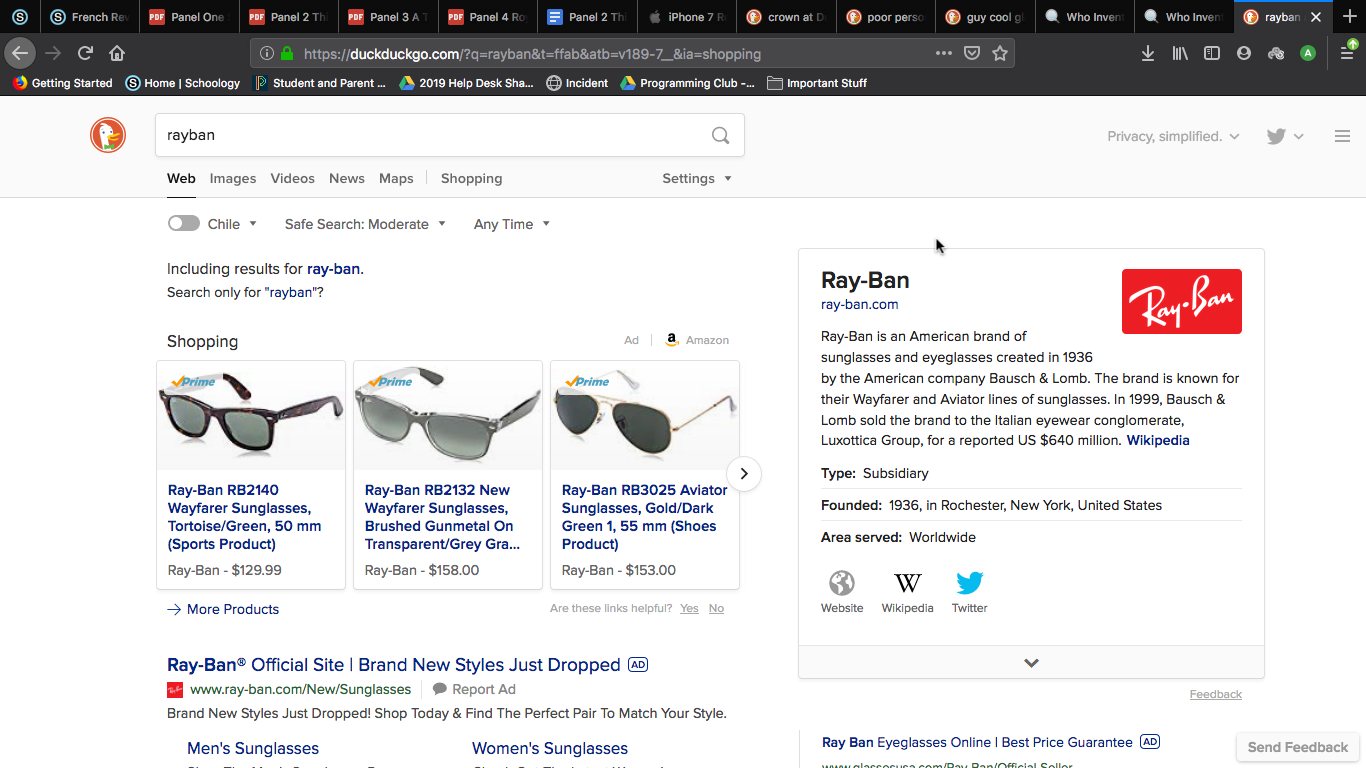 French Rev
Panel One
Panel 2 Thi
Panel 3 A T
Panel 4 Ro
Panel 2 Thi
iPhone 7 R
crown at D
poor perso
guy cool gl
Who Inven
Who Inven
rayban
https://duckduckgo.com/?q=rayban&t=ffab&atb=v189-7__&ia=shopping
Getting Started
Home | Schoology
Student and Parent ...
2019 Help Desk Sha...
Incident
Programming Club -...
Important Stuff
rayban
Privacy, simplified.
Web Images Videos News Maps Shopping Settings
Chile Safe Search: Moderate Any Time
Including results for ray-ban.
Search only for "rayban"?
Shopping
Ad Amazon
Prime
Ray-Ban RB2140
Wayfarer Sunglasses,
Tortoise/Green, 50 mm
(Sports Product)
Ray-Ban - $129.99
Prime
Ray-Ban RB2132 New
Wayfarer Sunglasses,
Brushed Gunmetal On
Transparent/Grey Gra...
Ray-Ban - $158.00
Prime
Ray-Ban RB3025 Aviator
Sunglasses, Gold/Dark
Green 1, 55 mm (Shoes
Product)
Ray-Ban - $153.00
More Products
Are these links helpful? Yes No
Ray-Ban® Official Site | Brand New Styles Just Dropped AD
www.ray-ban.com/New/Sunglasses Report Ad
Brand New Styles Just Dropped! Shop Today & Find The Perfect Pair To Match Your Style.
Men's Sunglasses
Women's Sunglasses
Ray-Ban
ray-ban.com
Ray-Ban
Ray-Ban is an American brand of
sunglasses and eyeglasses created in 1936
by the American company Bausch & Lomb. The brand is known for
their Wayfarer and Aviator lines of sunglasses. In 1999, Bausch &
Lomb sold the brand to the Italian eyewear conglomerate,
Luxottica Group, for a reported US $640 million. Wikipedia
Type: Subsidiary
Founded: 1936, in Rochester, New York, United States
Area served: Worldwide
Website
Wikipedia
Twitter
Feedback
Ray Ban Eyeglasses Online | Best Price Guarantee AD
www.glassesusa.com/Ray-Ban/Official-Seller
Send Feedback